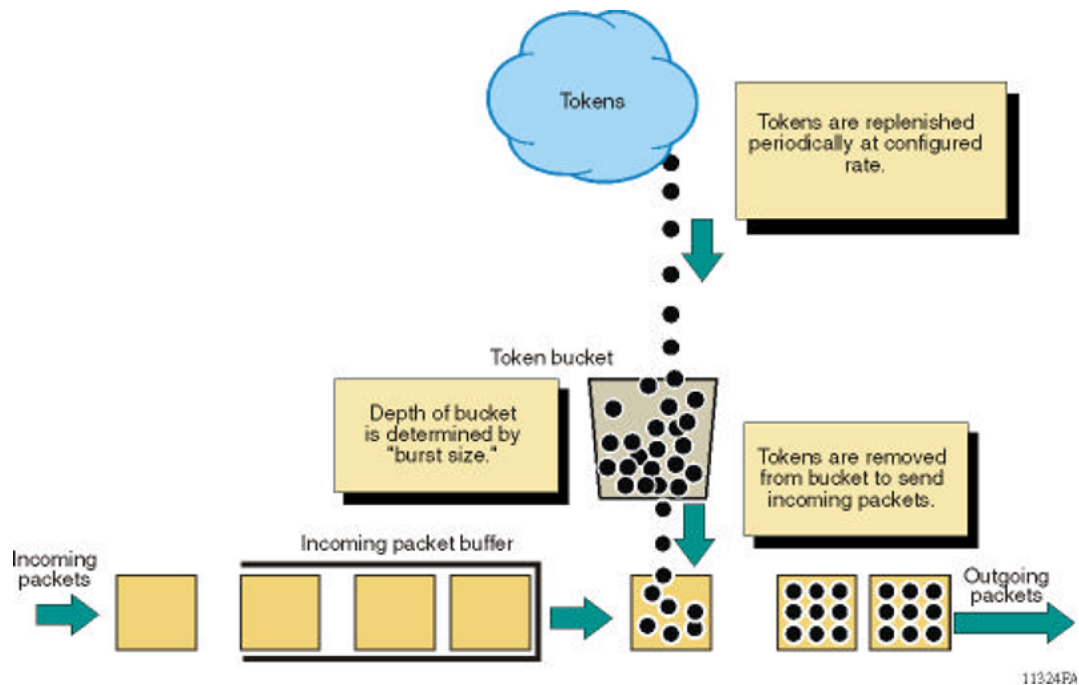 Tokens
Tokens are replenished
periodically at configured
rate.
Token bucket
Depth of bucket
is determined by
"burst size."
Tokens are removed
from bucket to send
incoming packets.
Incoming packet buffer
Incoming
packets
Outgoing
packets
11324PA